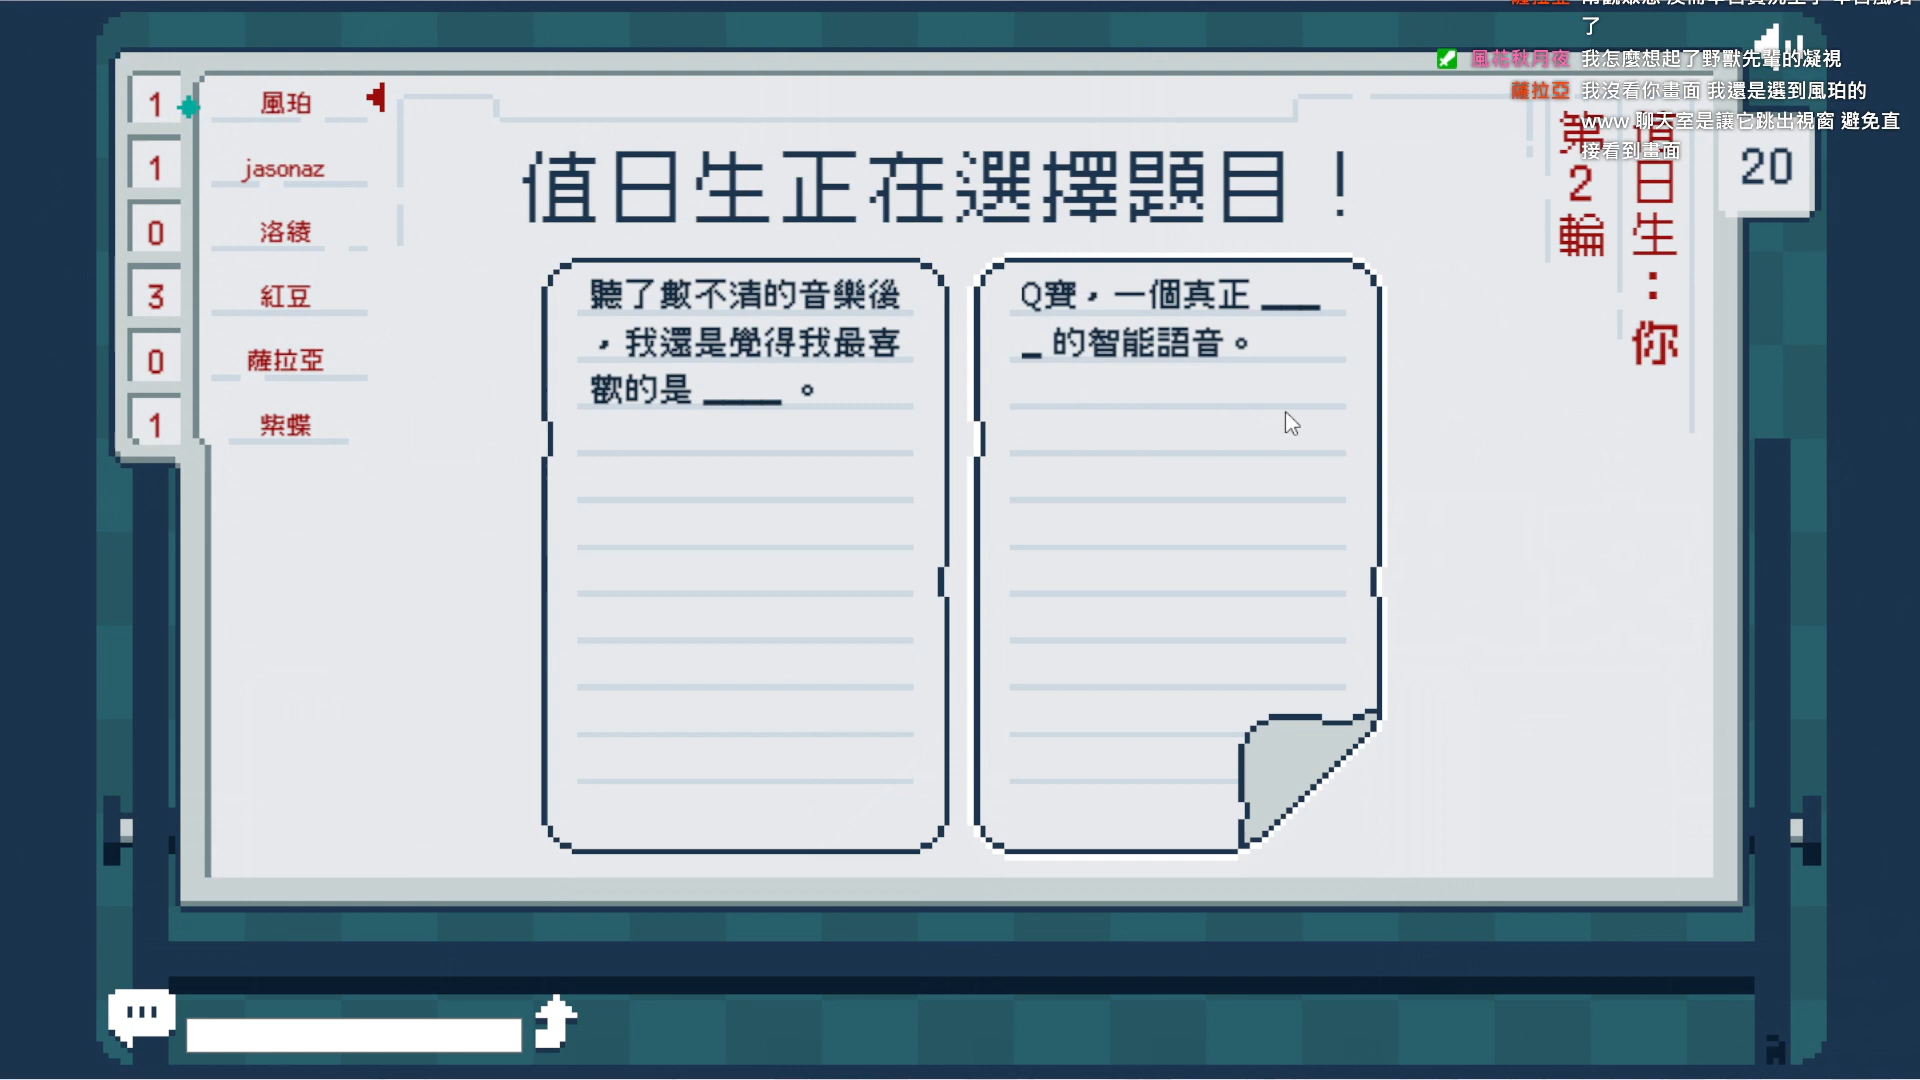 了
風花秋月夜 我怎麼想起了野獸先輩的凝視
薩拉亞 我沒看你畫面 我還是選到風珀的
www 聊天室是讓它跳出視窗 避免直
接看到畫面
1 風珀
1 jasonaz
0 洛綾
3 紅豆
0 薩拉亞
1 紫蝶
值日生正在選擇題目！
聽了數不清的音樂後
，我還是覺得我最喜
歡的是 ____ 。
Q寶，一個真正 ___
_ 的智能語音。
值日生：你
第2輪
20